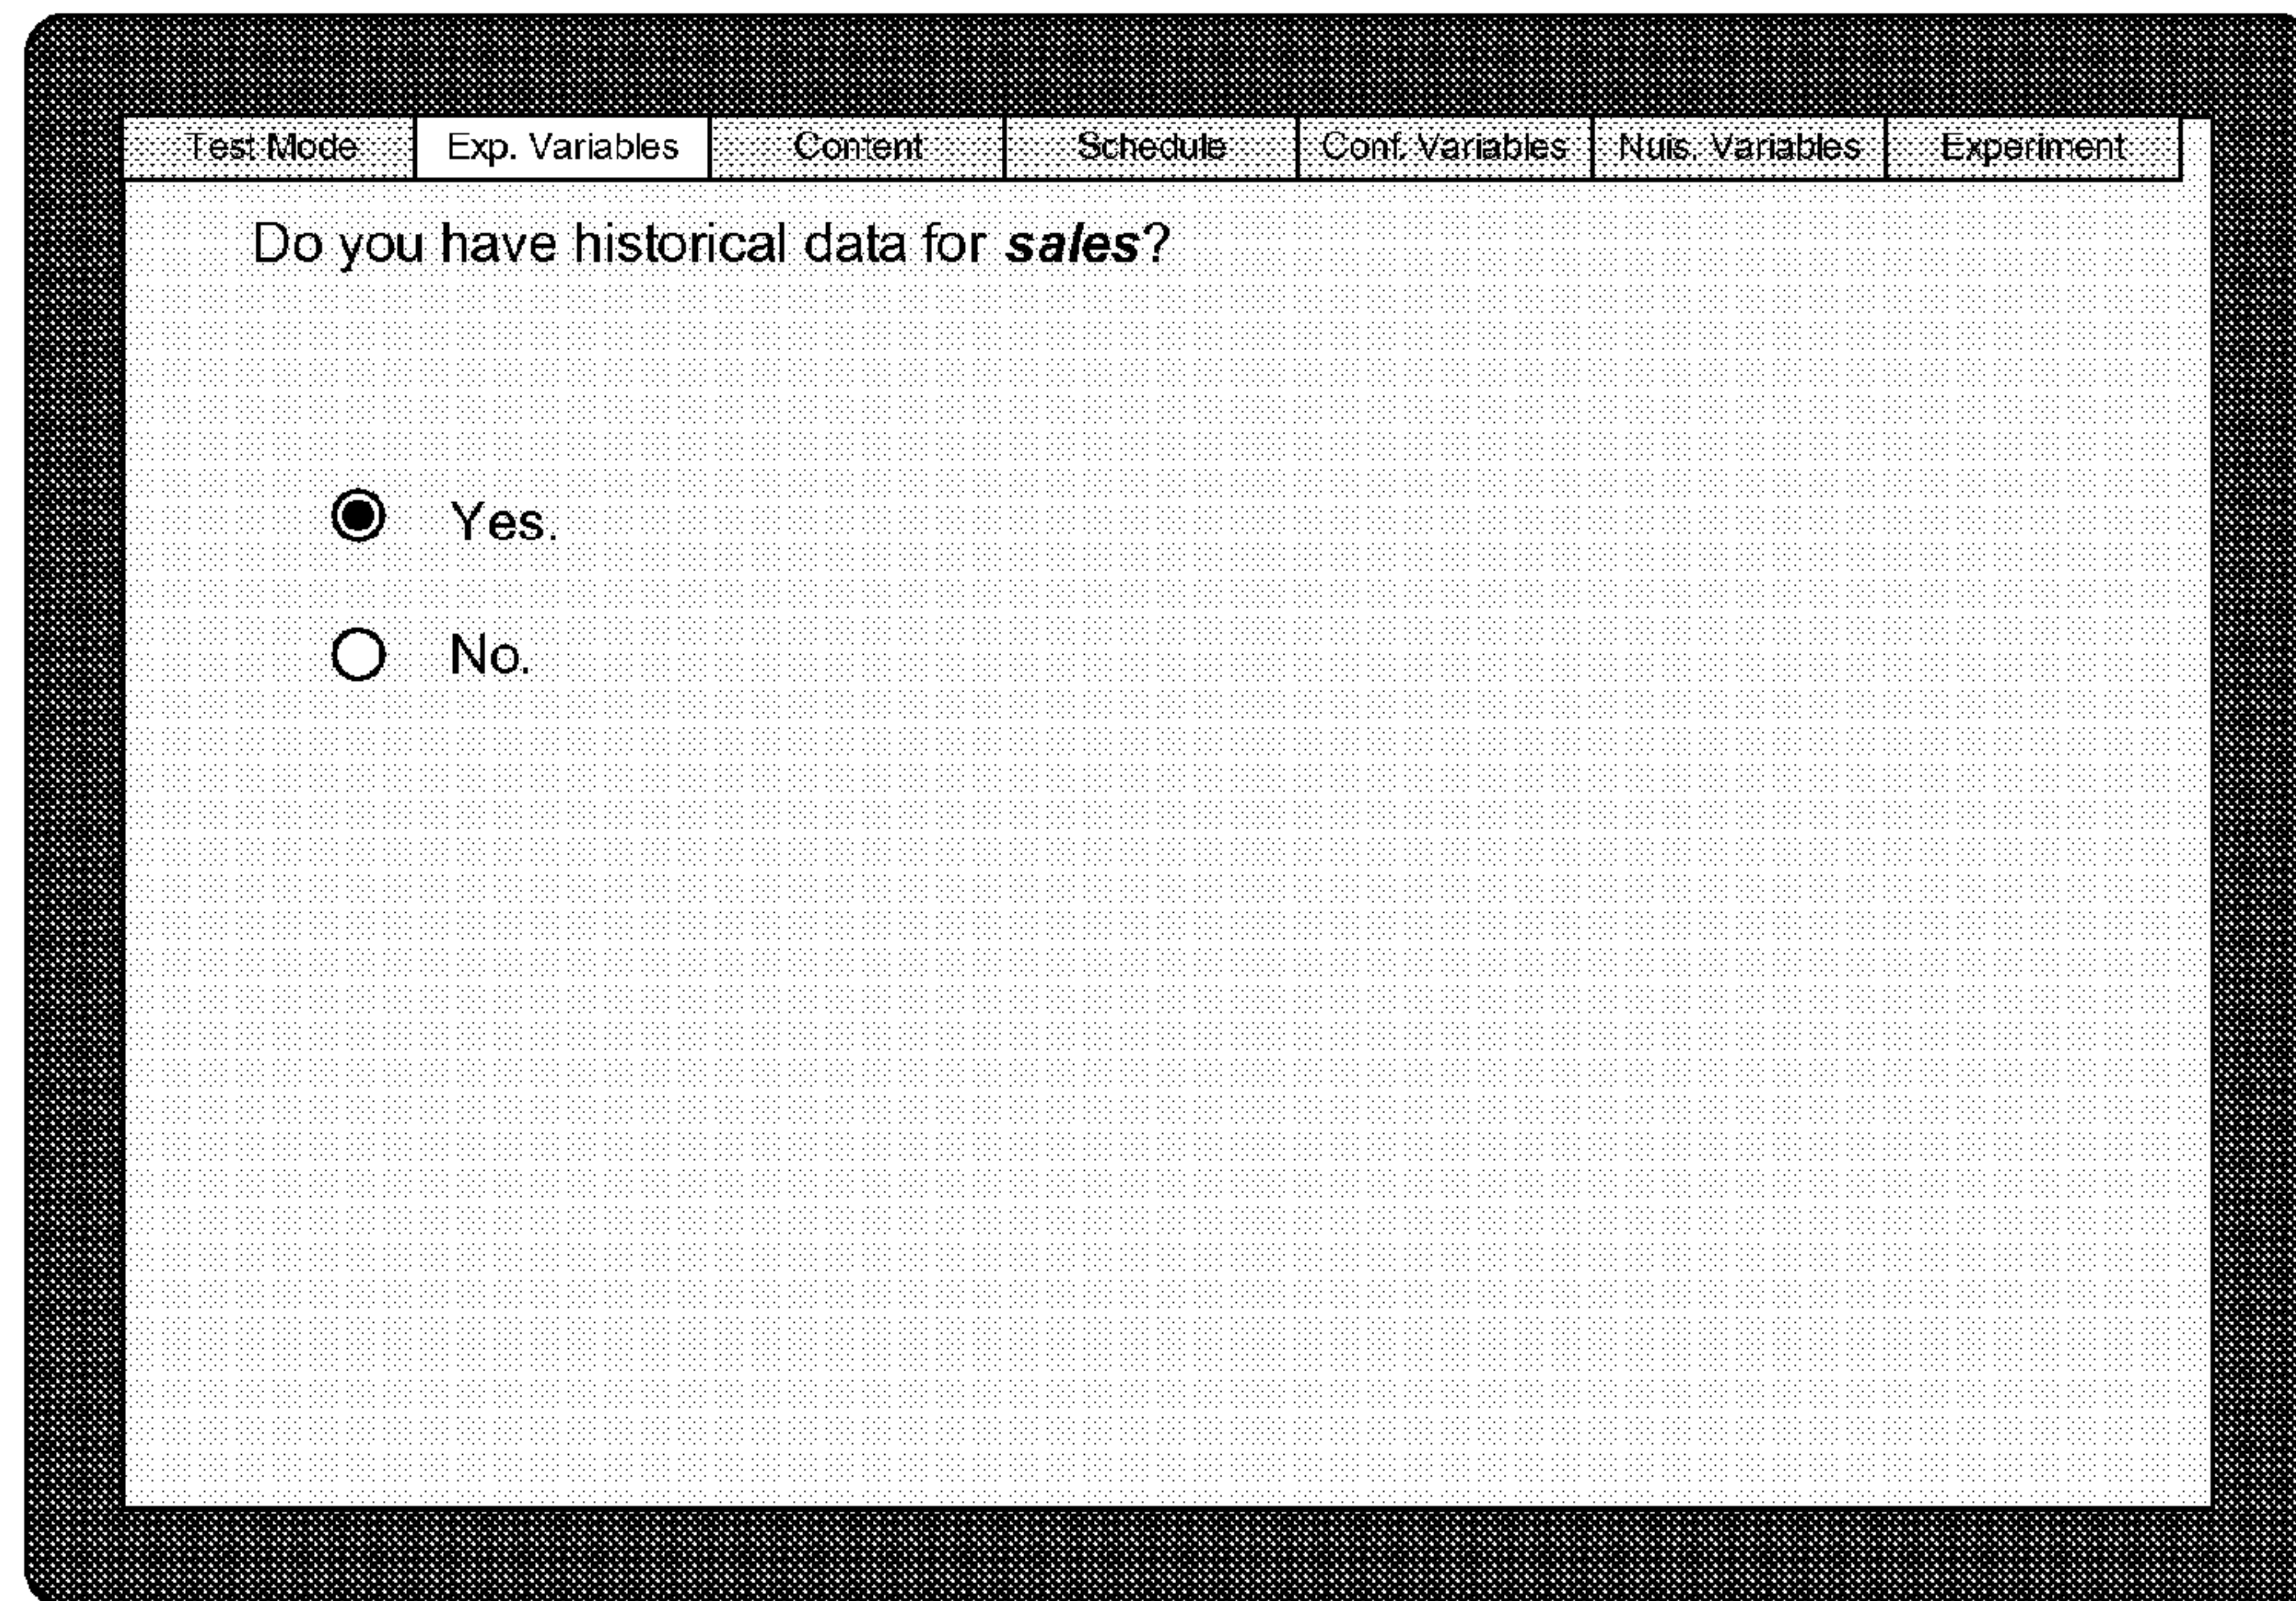 Test Mode Exp. Variables Content Schedule Conf. Variables Nuis. Variables Experiment
Do you have historical data for sales?
Yes.
No.